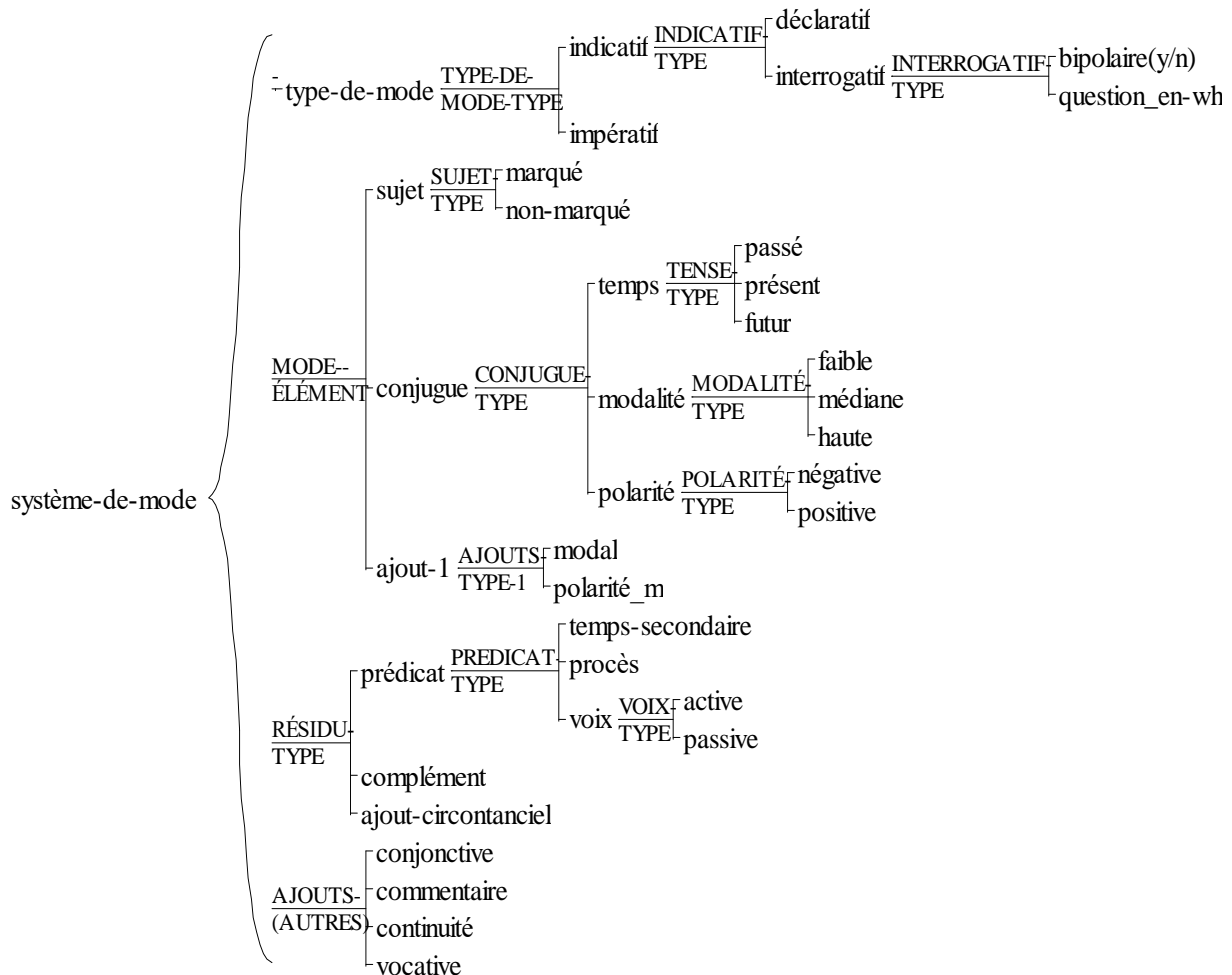 déclaratif
indicatif INDICATIF-
TYPE
interrogatif INTERROGATIF-
TYPE
bipolaire(y/n)
question_en-wh
type-de-mode TYPE-DE-
MODE-TYPE
impératif
sujet SUJET-
TYPE
marqué
non-marqué
passé
temps TENSE-
TYPE
présent
futur
MODE--
ÉLÉMENT
conjugue CONJUGUE-
TYPE
faible
modalité MODALITÉ-
TYPE
médiane
haute
négative
polarité POLARITÉ-
TYPE
positive
système-de-mode
ajout-1 AJOUTS-
TYPE-1
modal
polarité_m
temps-secondaire
prédicat PREDICAT-
TYPE
procès
voix VOIX-
TYPE
active
passive
RÉSIDU-
TYPE
complément
ajout-circontanciel
conjonctive
AJOUTS-
(AUTRES)
commentaire
continuité
vocative